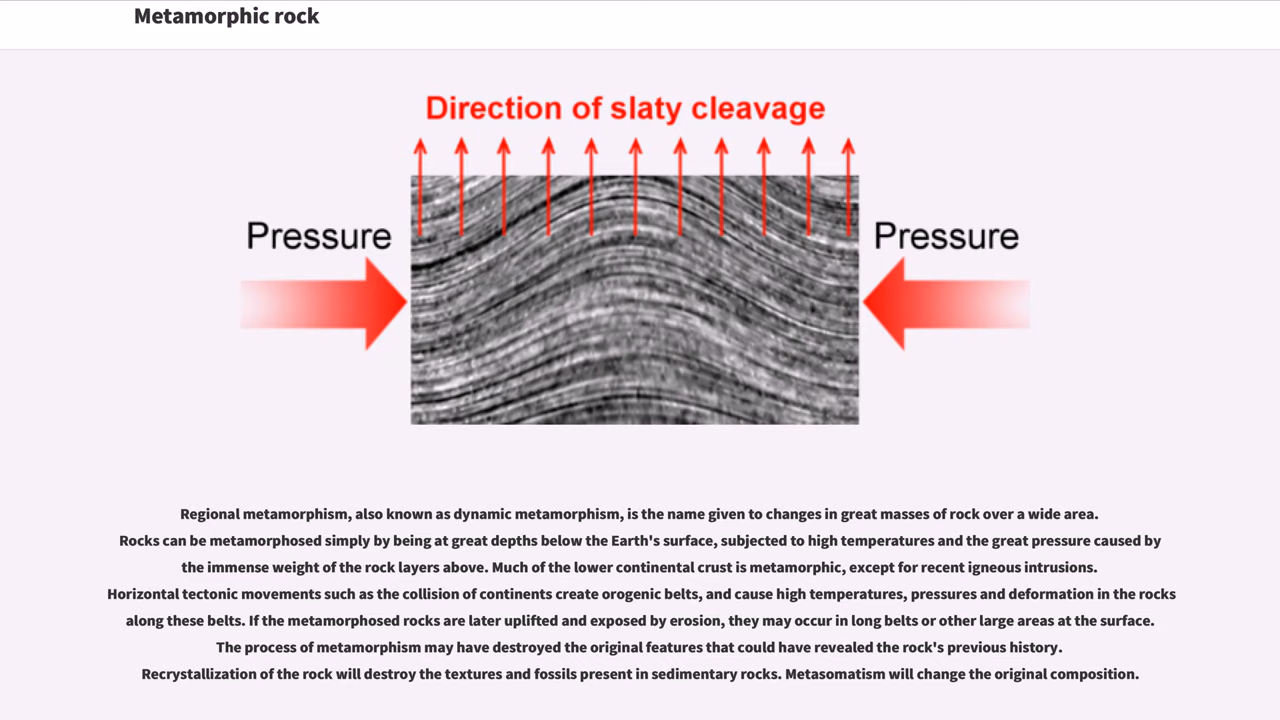 Metamorphic rock
Direction of slaty cleavage
Pressure
Pressure
Regional metamorphism, also known as dynamic metamorphism, is the name given to changes in great masses of rock over a wide area.
Rocks can be metamorphosed simply by being at great depths below the Earth's surface, subjected to high temperatures and the great pressure caused by
the immense weight of the rock layers above. Much of the lower continental crust is metamorphic, except for recent igneous intrusions.
Horizontal tectonic movements such as the collision of continents create orogenic belts, and cause high temperatures, pressures and deformation in the rocks
along these belts. If the metamorphosed rocks are later uplifted and exposed by erosion, they may occur in long belts or other large areas at the surface.
The process of metamorphism may have destroyed the original features that could have revealed the rock's previous history.
Recrystallization of the rock will destroy the textures and fossils present in sedimentary rocks. Metasomatism will change the original composition.